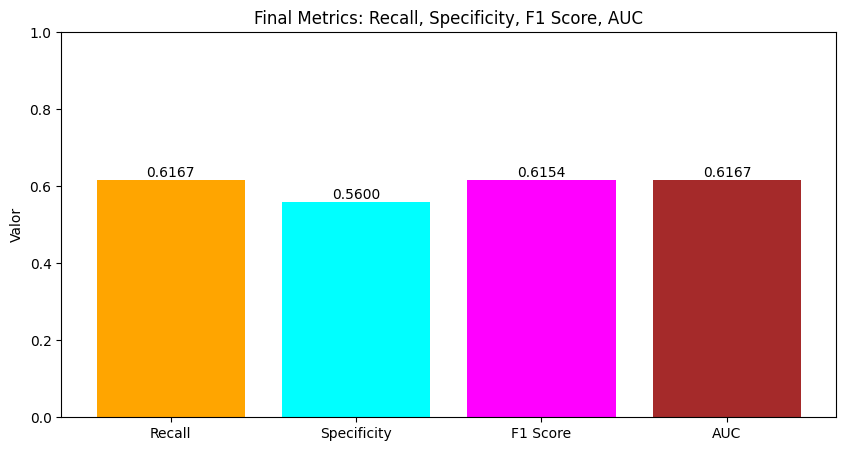 Final Metrics: Recall, Specificity, F1 Score, AUC
Valor
1.0
0.8
0.6
0.4
0.2
0.0
0.6167
0.5600
0.6154
0.6167
Recall
Specificity
F1 Score
AUC